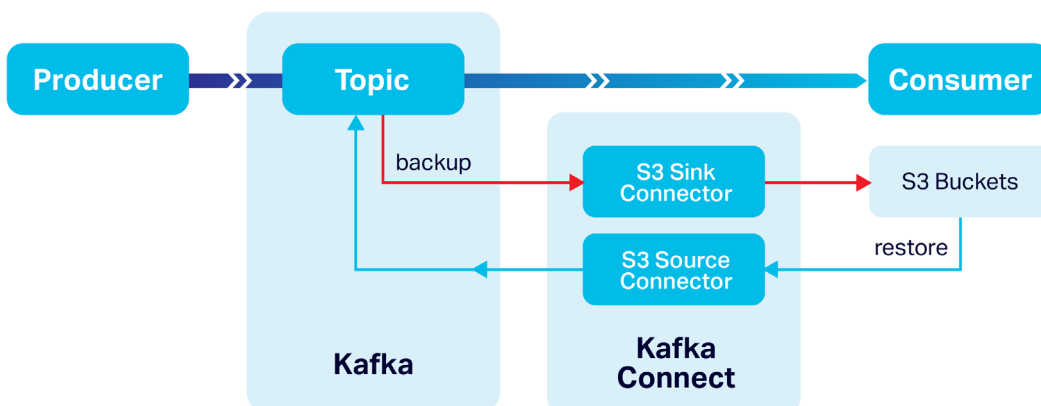 Producer
Topic
Consumer
backup
S3 Sink
Connector
S3 Buckets
restore
S3 Source
Connector
Kafka
Kafka
Connect